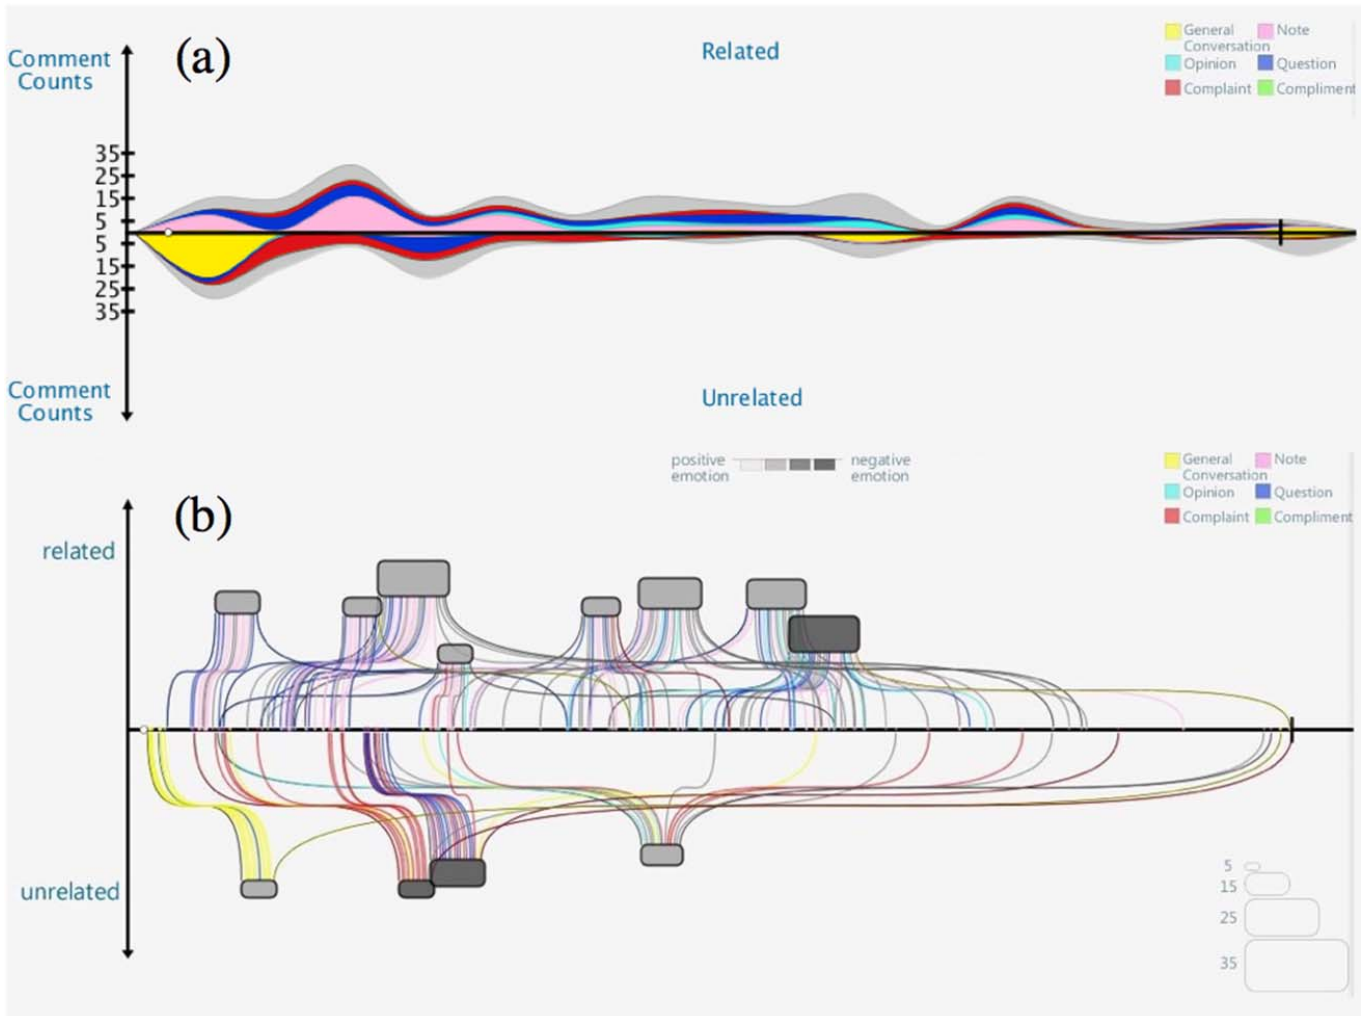 (a)
Comment
Counts
Related
General
Conversation
Note
Opinion
Question
Complaint
Compliment
35
25
15
5
5
15
25
35
Comment
Counts
Unrelated
positive
emotion
negative
emotion
General
Conversation
Note
Opinion
Question
Complaint
Compliment
(b)
related
unrelated
5
15
25
35